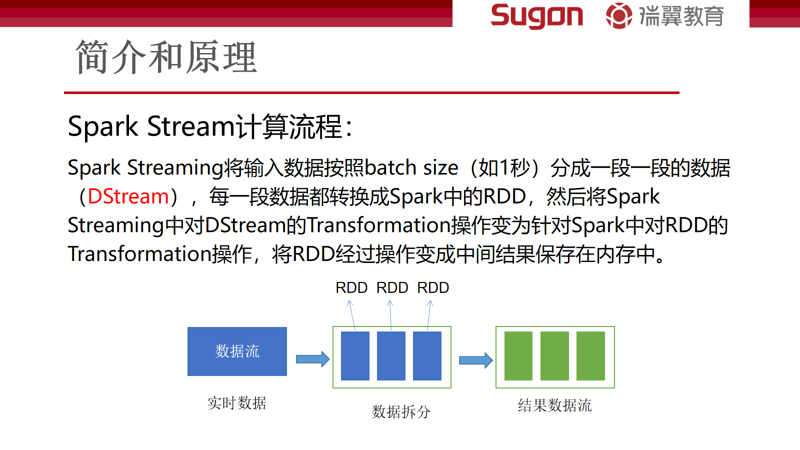 Sugon 瑞翼教育
简介和原理
Spark Stream计算流程：
Spark Streaming将输入数据按照batch size（如1秒）分成一段一段的数据
（DStream），每一段数据都转换成Spark中的RDD，然后将Spark
Streaming中对DStream的Transformation操作变为针对Spark中对RDD的
Transformation操作，将RDD经过操作变成中间结果保存在内存中。
RDD RDD RDD
数据流
实时数据
数据拆分
结果数据流